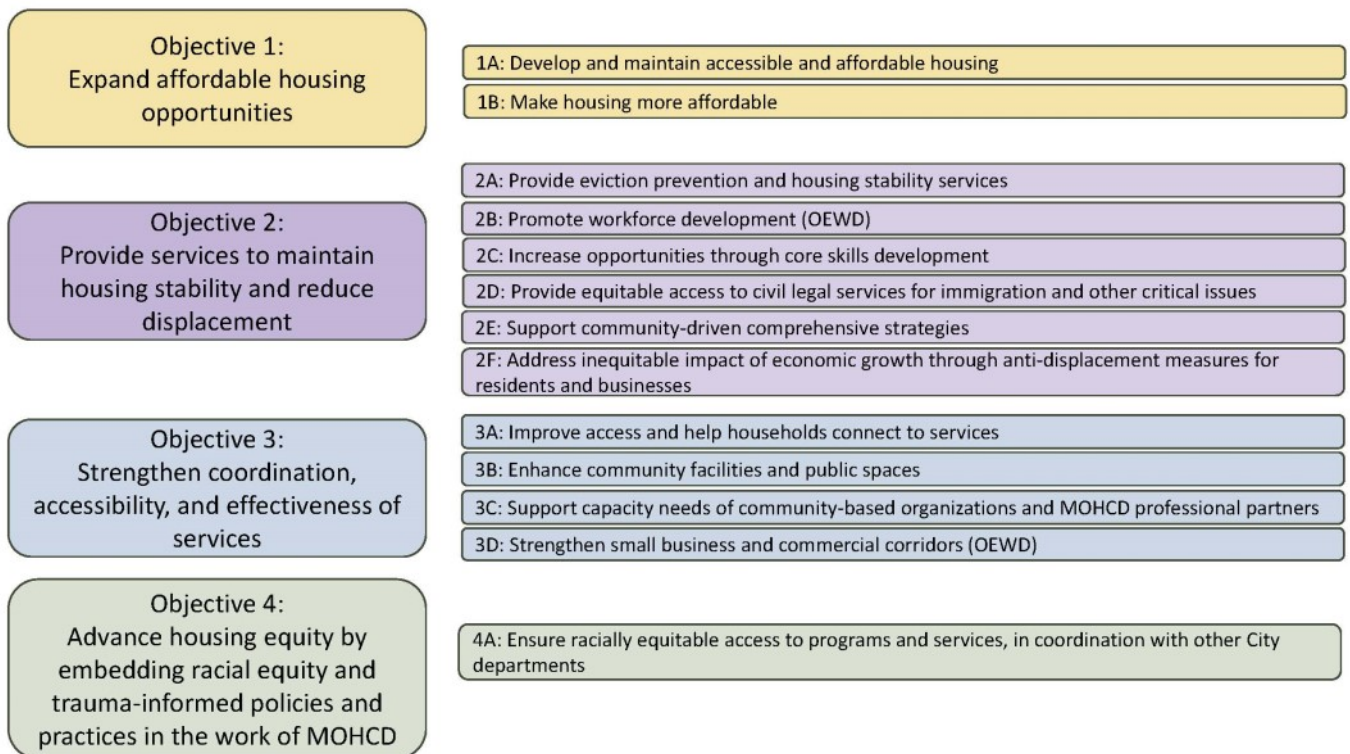 Objective 1:
Expand affordable housing
opportunities
1A: Develop and maintain accessible and affordable housing
1B: Make housing more affordable
Objective 2:
Provide services to maintain
housing stability and reduce
displacement
2A: Provide eviction prevention and housing stability services
2B: Promote workforce development (OEWD)
2C: Increase opportunities through core skills development
2D: Provide equitable access to civil legal services for immigration and other critical issues
2E: Support community-driven comprehensive strategies
2F: Address inequitable impact of economic growth through anti-displacement measures for
residents and businesses
Objective 3:
Strengthen coordination,
accessibility, and effectiveness of
services
3A: Improve access and help households connect to services
3B: Enhance community facilities and public spaces
3C: Support capacity needs of community-based organizations and MOHCD professional partners
3D: Strengthen small business and commercial corridors (OEWD)
Objective 4:
Advance housing equity by
embedding racial equity and
trauma-informed policies and
practices in the work of MOHCD
4A: Ensure racially equitable access to programs and services, in coordination with other City
departments